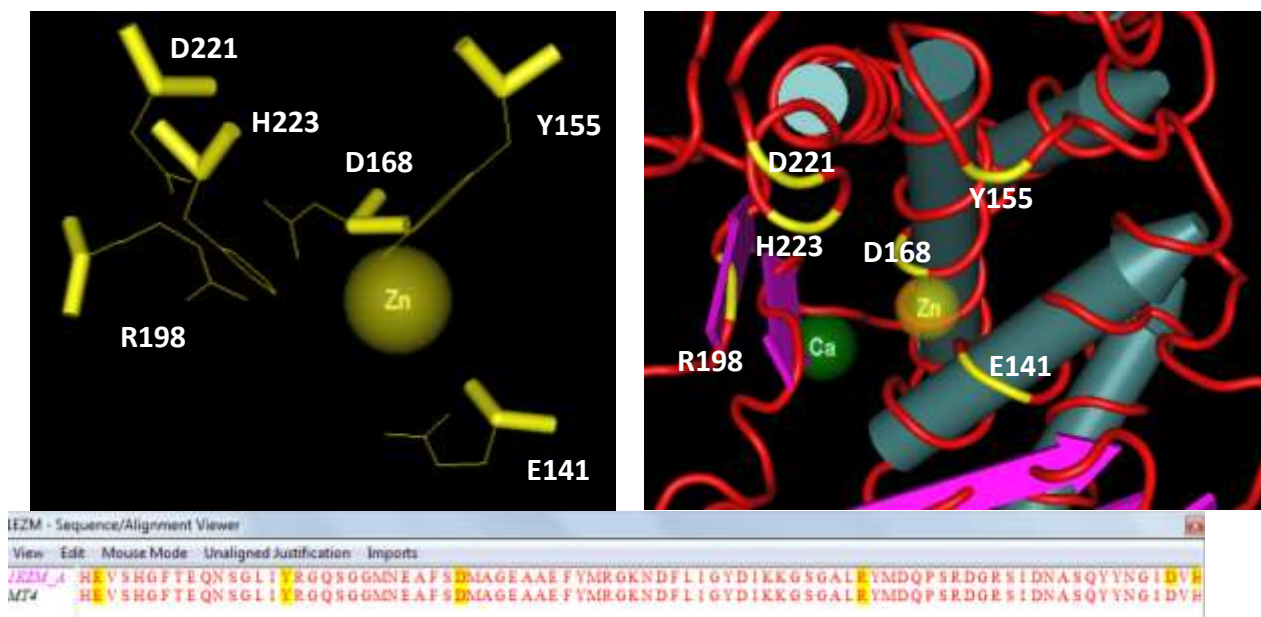 D221
H223
Y155
D168
Zn
R198
E141
D221
Y155
H223
D168
Zn
R198
Ca
E141
1EZM - Sequence/Alignment Viewer
View Edit Mouse Mode Unaligned Justification Imports
1EZM_A HEVSHGFTEQNSGLIYRGQSGGMNEAFSDMAGEAAEFYMRGKNDFLIGYDIKKGSGALRYMDQPSRDGRSIDNASQYYNGIDVH
MT4 HEVSHGFTEQNSGLIYRGQSGGMNEAFSDMAGEAAEFYMRGKNDFLIGYDIKKGSGALRYMDQPSRDGRSIDNASQYYNGIDVH